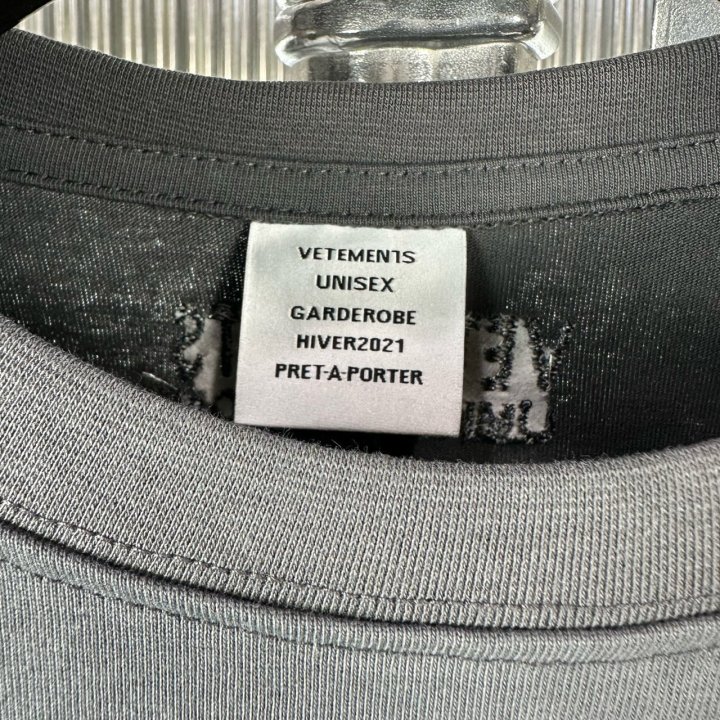 VETEMENTS
UNISEX
GARDEROBE
HIVER2021
PRET-A-PORTER